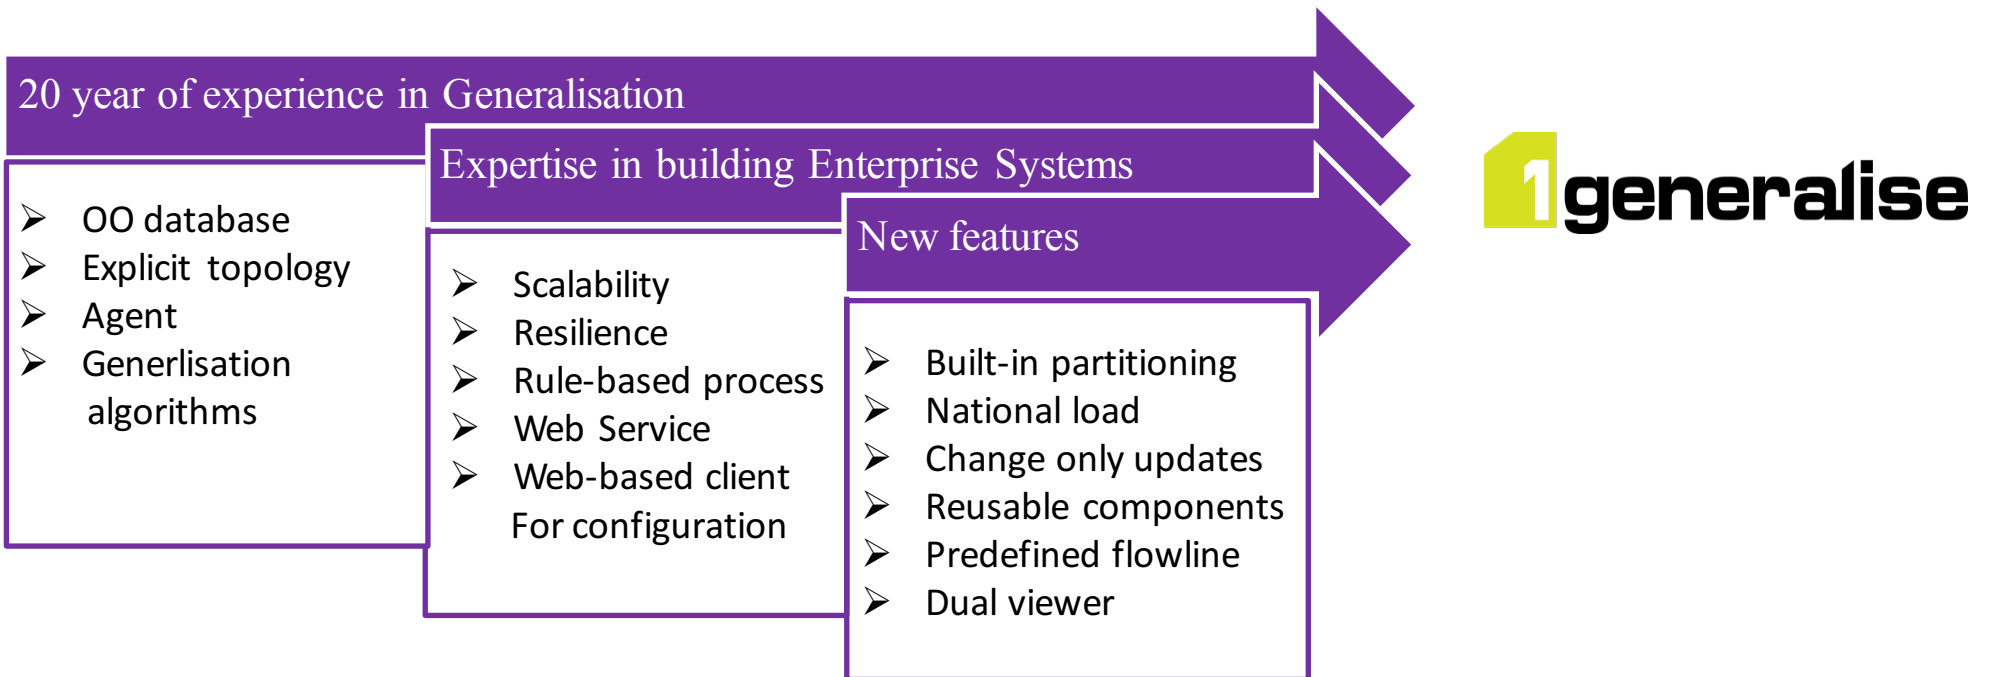 20 year of experience in Generalisation
OO database
Explicit topology
Agent
Generlisation
algorithms
Expertise in building Enterprise Systems
Scalability
Resilience
Rule-based process
Web Service
Web-based client
For configuration
New features
Built-in partitioning
National load
Change only updates
Reusable components
Predefined flowline
Dual viewer
1generalise